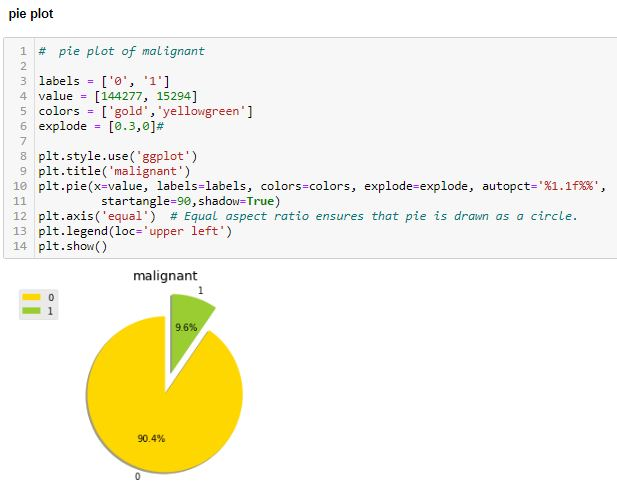 pie plot
1 #  pie plot of malignant
2
3 labels = ['0', '1']
4 value = [144277, 15294]
5 colors = ['gold','yellowgreen']
6 explode = [0.3,0]#
7
8 plt.style.use('ggplot')
9 plt.title('malignant')
10 plt.pie(x=value, labels=labels, colors=colors, explode=explode, autopct='%1.1f%%',
11         startangle=90,shadow=True)
12 plt.axis('equal')  # Equal aspect ratio ensures that pie is drawn as a circle.
13 plt.legend(loc='upper left')
14 plt.show()
malignant
0
1
1
9.6%
90.4%
0